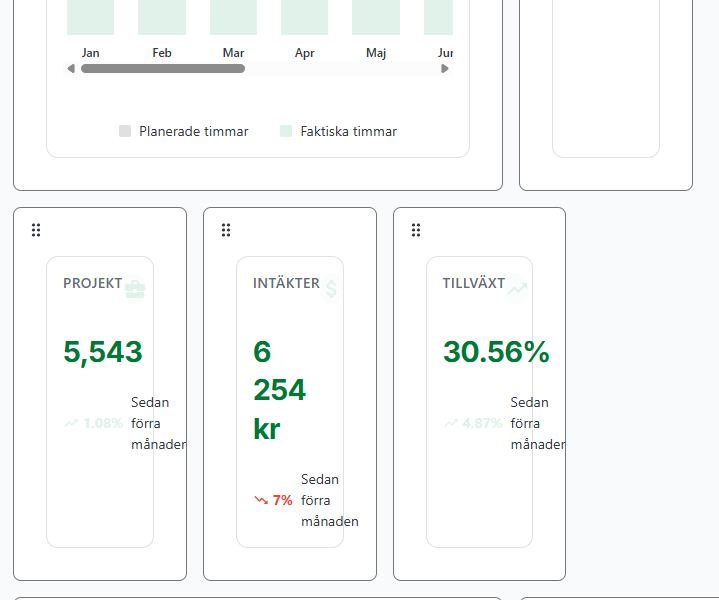 Jan Feb Mar Apr Maj Jun
Planerade timmar Faktiska timmar
PROJEKT
5,543
1.08%
Sedan
förra
månaden
INTÄKTER
$
6
254
kr
7%
Sedan
förra
månaden
TILLVÄXT
30.56%
4.87%
Sedan
förra
månaden